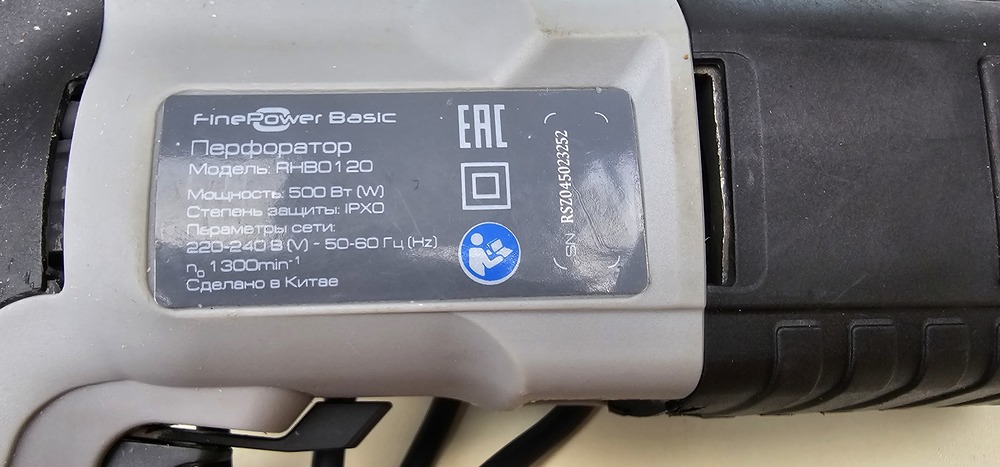 FinePower Basic
Перфоратор
Модель: RHB0120
Мощность: 500 Вт (W)
Степень защиты: IPX0
Параметры сети:
220-240 В (V) ~ 50-60 Гц (Hz)
n₀ 1300min⁻¹
Сделано в Китае
EAC
SN RSZ045023252